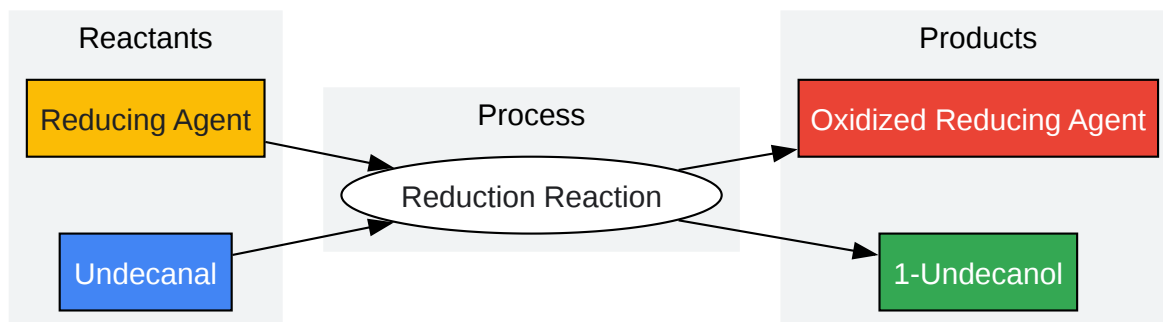 Reactants
Reducing Agent
Undecanal
Process
Reduction Reaction
Products
Oxidized Reducing Agent
1-Undecanol